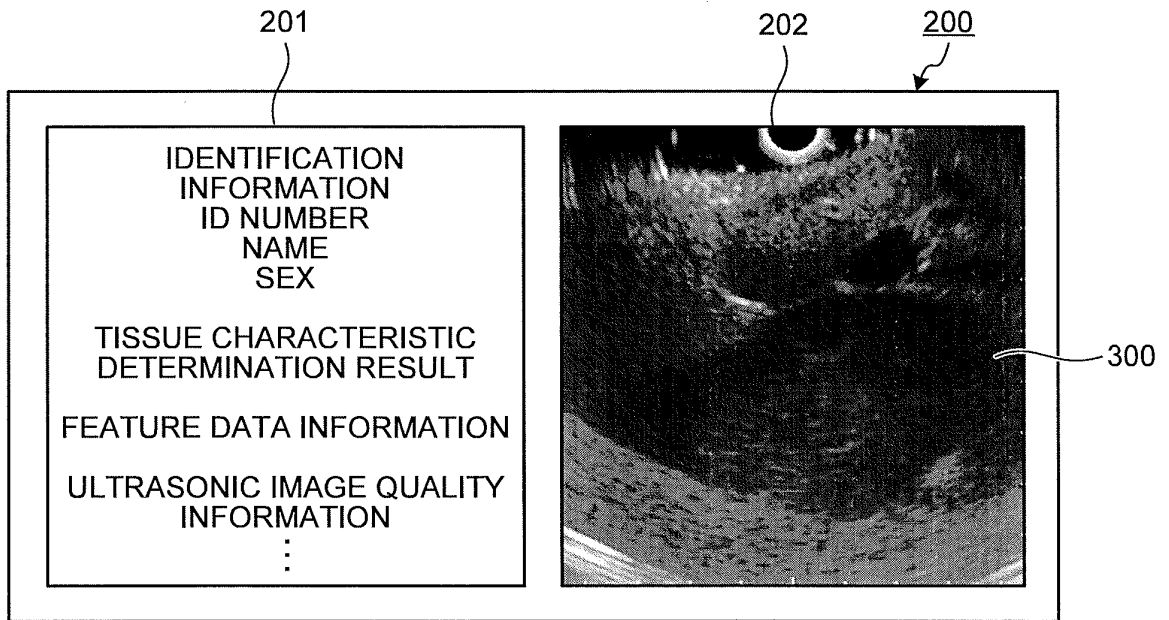 201
202
200
IDENTIFICATION
INFORMATION
ID NUMBER
NAME
SEX
TISSUE CHARACTERISTIC
DETERMINATION RESULT
FEATURE DATA INFORMATION
ULTRASONIC IMAGE QUALITY
INFORMATION
300